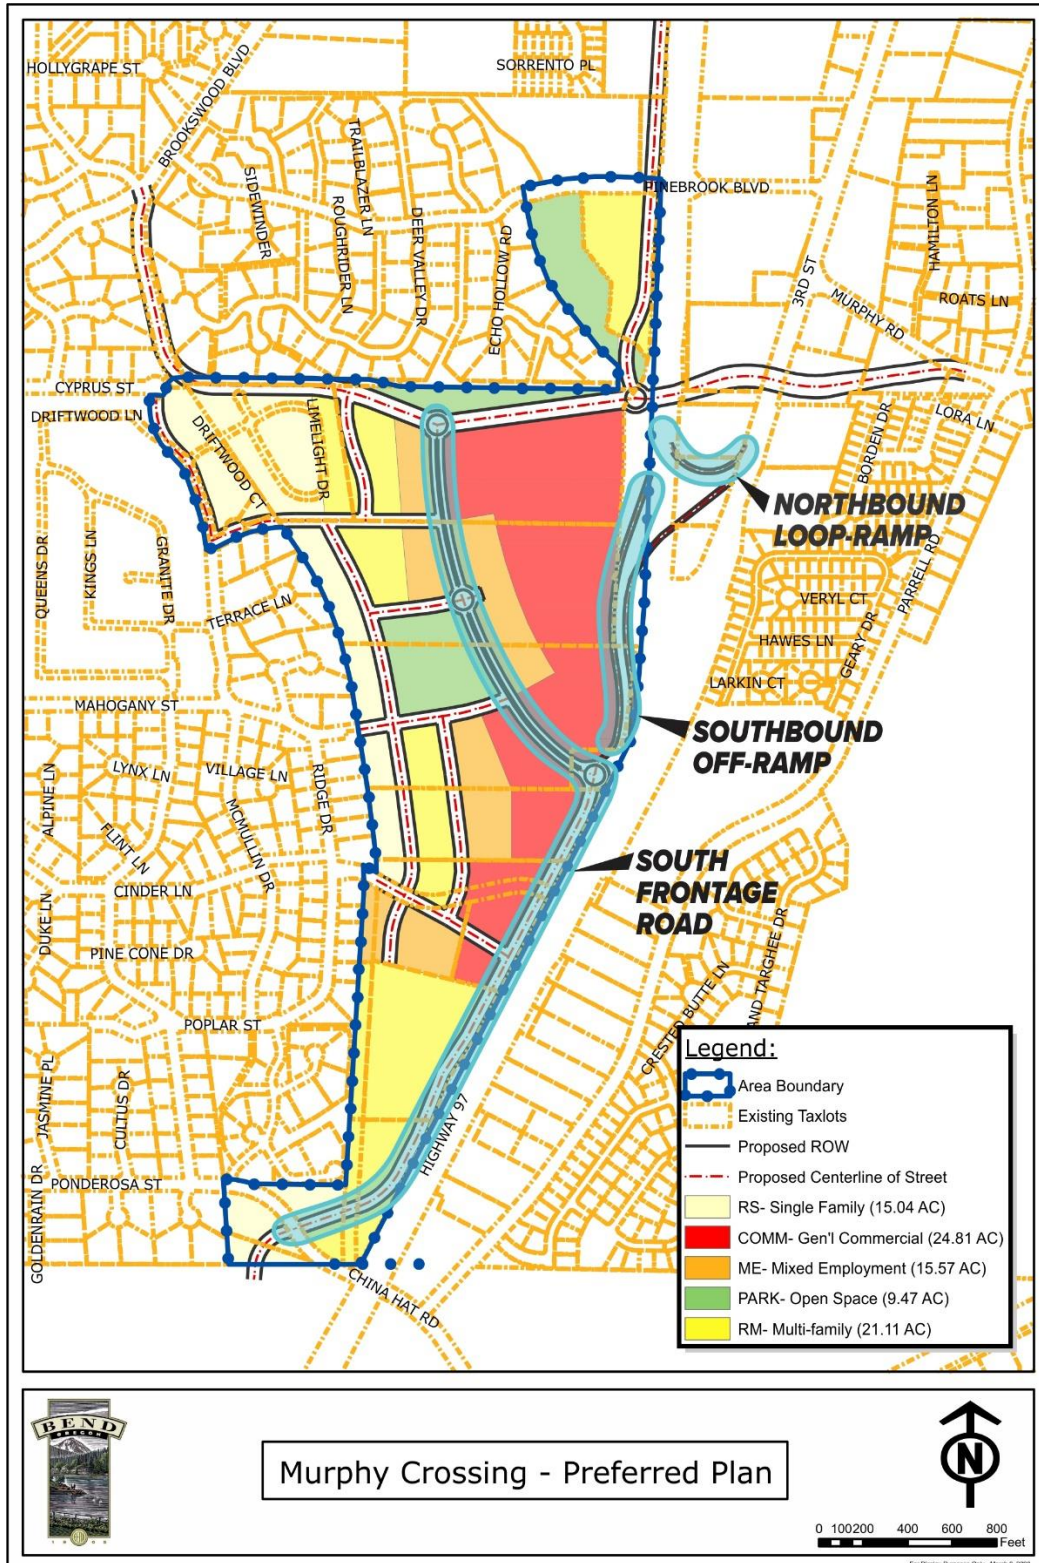 HOLLYGRAPE ST
BROOKSWOOD BLVD
SORRENTO PL
SIDEWINDER
TRAILBLAZER LN
ROUGHRIDER LN
DEER VALLEY DR
ECHO HOLLOW RD
PINEBROOK BLVD
HAMILTON LN
3RD ST
MURPHY RD
ROATS LN
CYPRUS ST
DRIFTWOOD LN
DRIFTWOOD CT
LIMELIGHT DR
BORDEN DR
LORA LN
NORTHBOUND
LOOP-RAMP
QUEENS DR
KINGS LN
GRANITE DR
TERRACE LN
PARRELL RD
VERYL CT
HAWES LN
GEARY DR
LARKIN CT
MAHOGANY ST
SOUTHBOUND
OFF-RAMP
ALPINE LN
LYNX LN
VILLAGE LN
RIDGE DR
FLINT LN
MCMULLIN DR
CINDER LN
SOUTH
FRONTAGE
ROAD
DUKE LN
PINE CONE DR
CRESTED BUTTE LN
AND TARGHEE DR
POPLAR ST
JASMINE PL
CULTUS DR
HIGHWAY 97
PONDEROSA ST
GOLDENRAIN DR
CHINA HAT RD
Legend:
Area Boundary
Existing Taxlots
Proposed ROW
Proposed Centerline of Street
RS- Single Family (15.04 AC)
COMM- Gen'l Commercial (24.81 AC)
ME- Mixed Employment (15.57 AC)
PARK- Open Space (9.47 AC)
RM- Multi-family (21.11 AC)
BEND
OREGON
Murphy Crossing - Preferred Plan
N
0 100 200 400 600 800
Feet